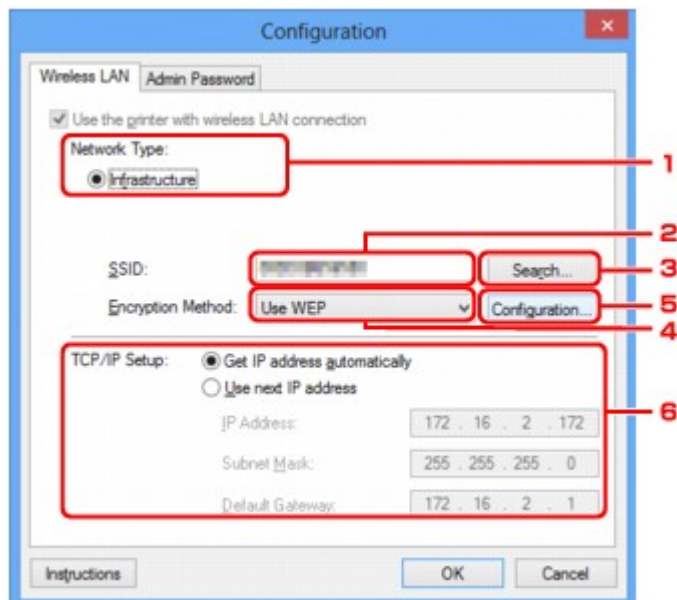 Configuration
Wireless LAN Admin Password
Use the printer with wireless LAN connection
Network Type:
Infrastructure
1
2
SSID: Search... 3
Encryption Method: Use WEP Configuration... 5
4
TCP/IP Setup: Get IP address automatically
Use next IP address
6
IP Address: 172 . 16 . 2 . 172
Subnet Mask: 255 . 255 . 255 . 0
Default Gateway: 172 . 16 . 2 . 1
Instructions OK Cancel